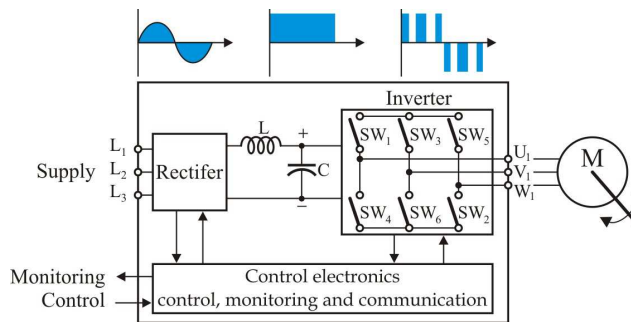 Inverter
L
+
SW1
SW3
SW5
L1
U1
M
Supply
L2
Rectifer
C
V1
L3
W1
−
SW4
SW6
SW2
Monitoring
Control electronics
Control
control, monitoring and communication